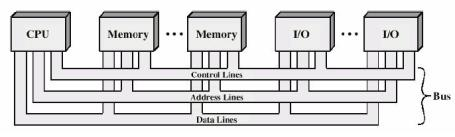 CPU
Memory
•••
Memory
I/O
•••
I/O
Control Lines
Address Lines
Data Lines
Bus